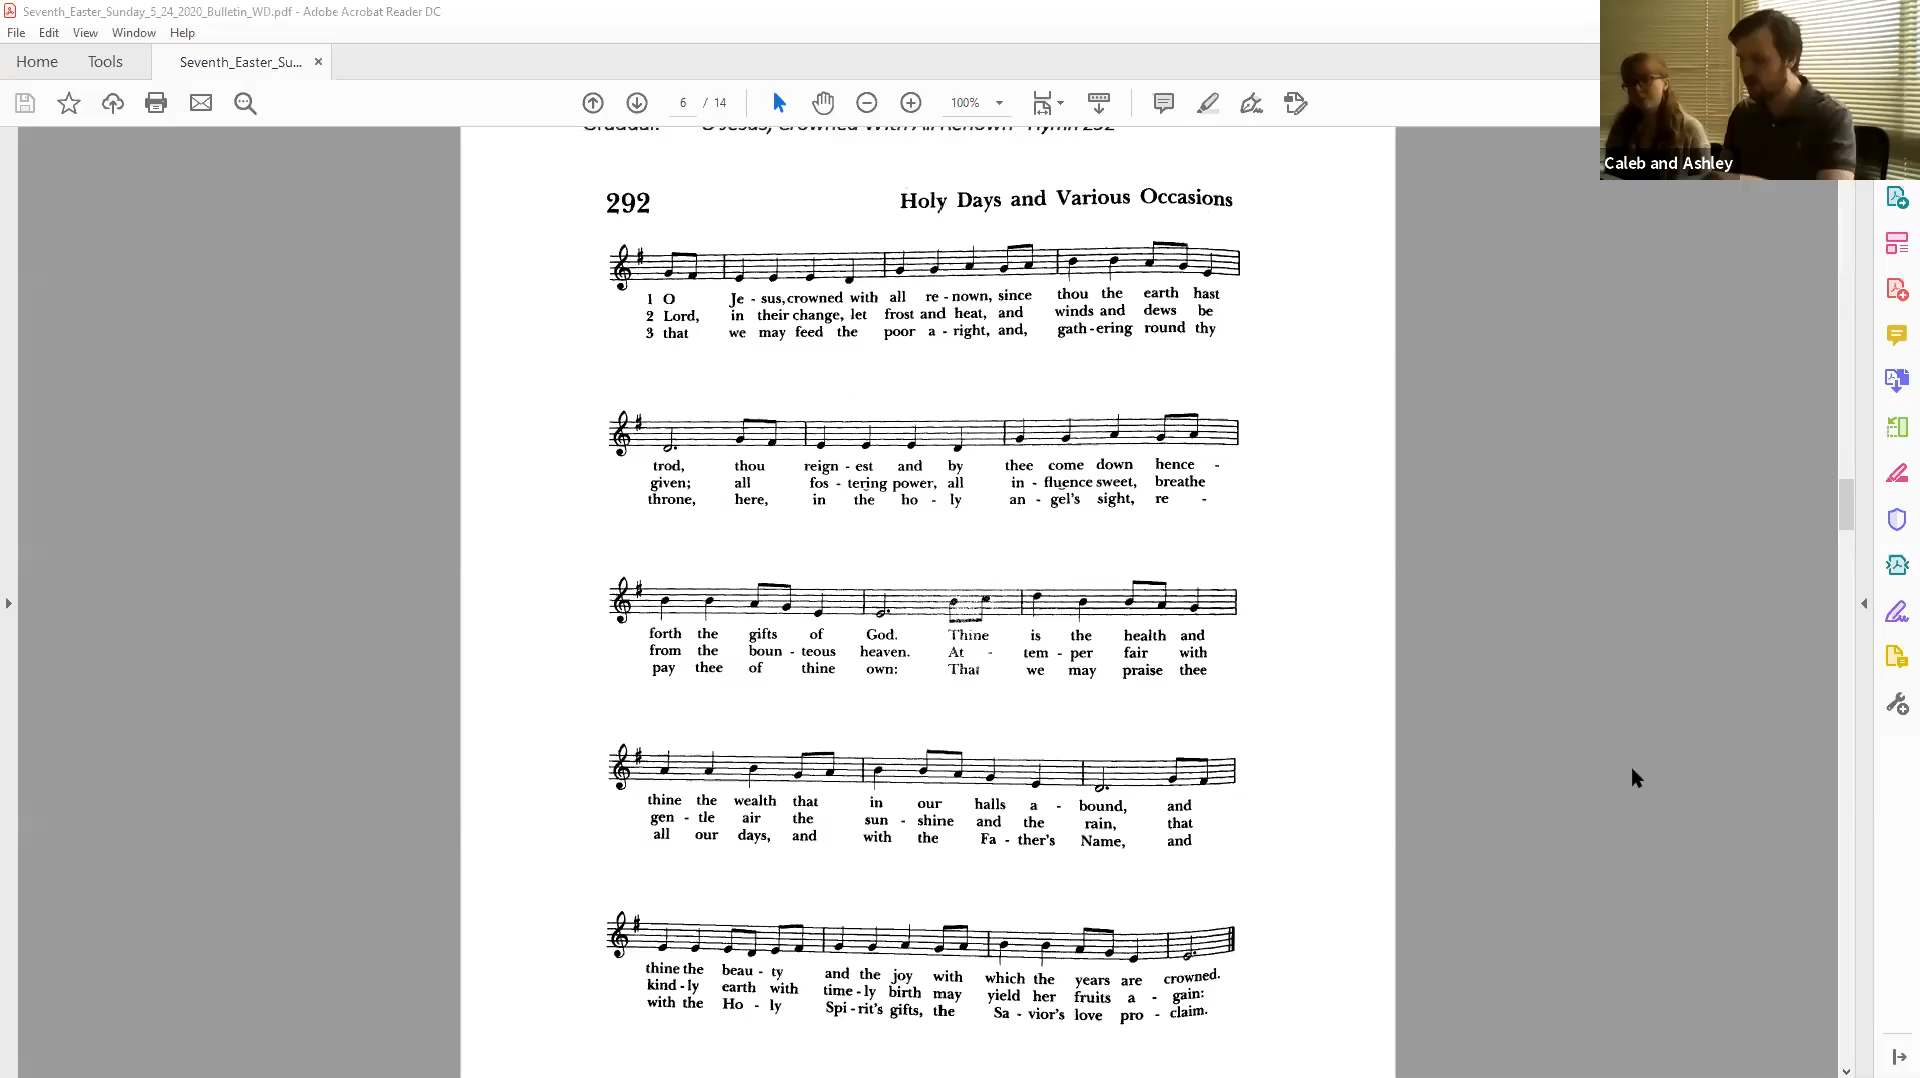 Seventh_Easter_Sunday_5_24_2020_Bulletin_WD.pdf - Adobe Acrobat Reader DC
File Edit View Window Help
Home Tools Seventh_Easter_Su... ×
6 / 14 100%
Caleb and Ashley
Gradual: O Jesus, Crowned With All Renown - Hymn 292
292 Holy Days and Various Occasions
1 O Je - sus, crowned with all re - nown, since thou the earth hast
2 Lord, in their change, let frost and heat, and winds and dews be
3 that we may feed the poor a - right, and, gath - ering round thy
trod, thou reign - est and by thee come down hence -
given; all fos - tering power, all in - fluence sweet, breathe
throne, here, in the ho - ly an - gel's sight, re -
forth the gifts of God. Thine is the health and
from the boun - teous heaven. At - tem - per fair with
pay thee of thine own: That we may praise thee
thine the wealth that in our halls a - bound, and
gen - tle air the sun - shine and the rain, that
all our days, and with the Fa - ther's Name, and
thine the beau - ty and the joy with which the years are crowned.
kind - ly earth with time - ly birth may yield her fruits a - gain:
with the Ho - ly Spi - rit's gifts, the Sa - vior's love pro - claim.